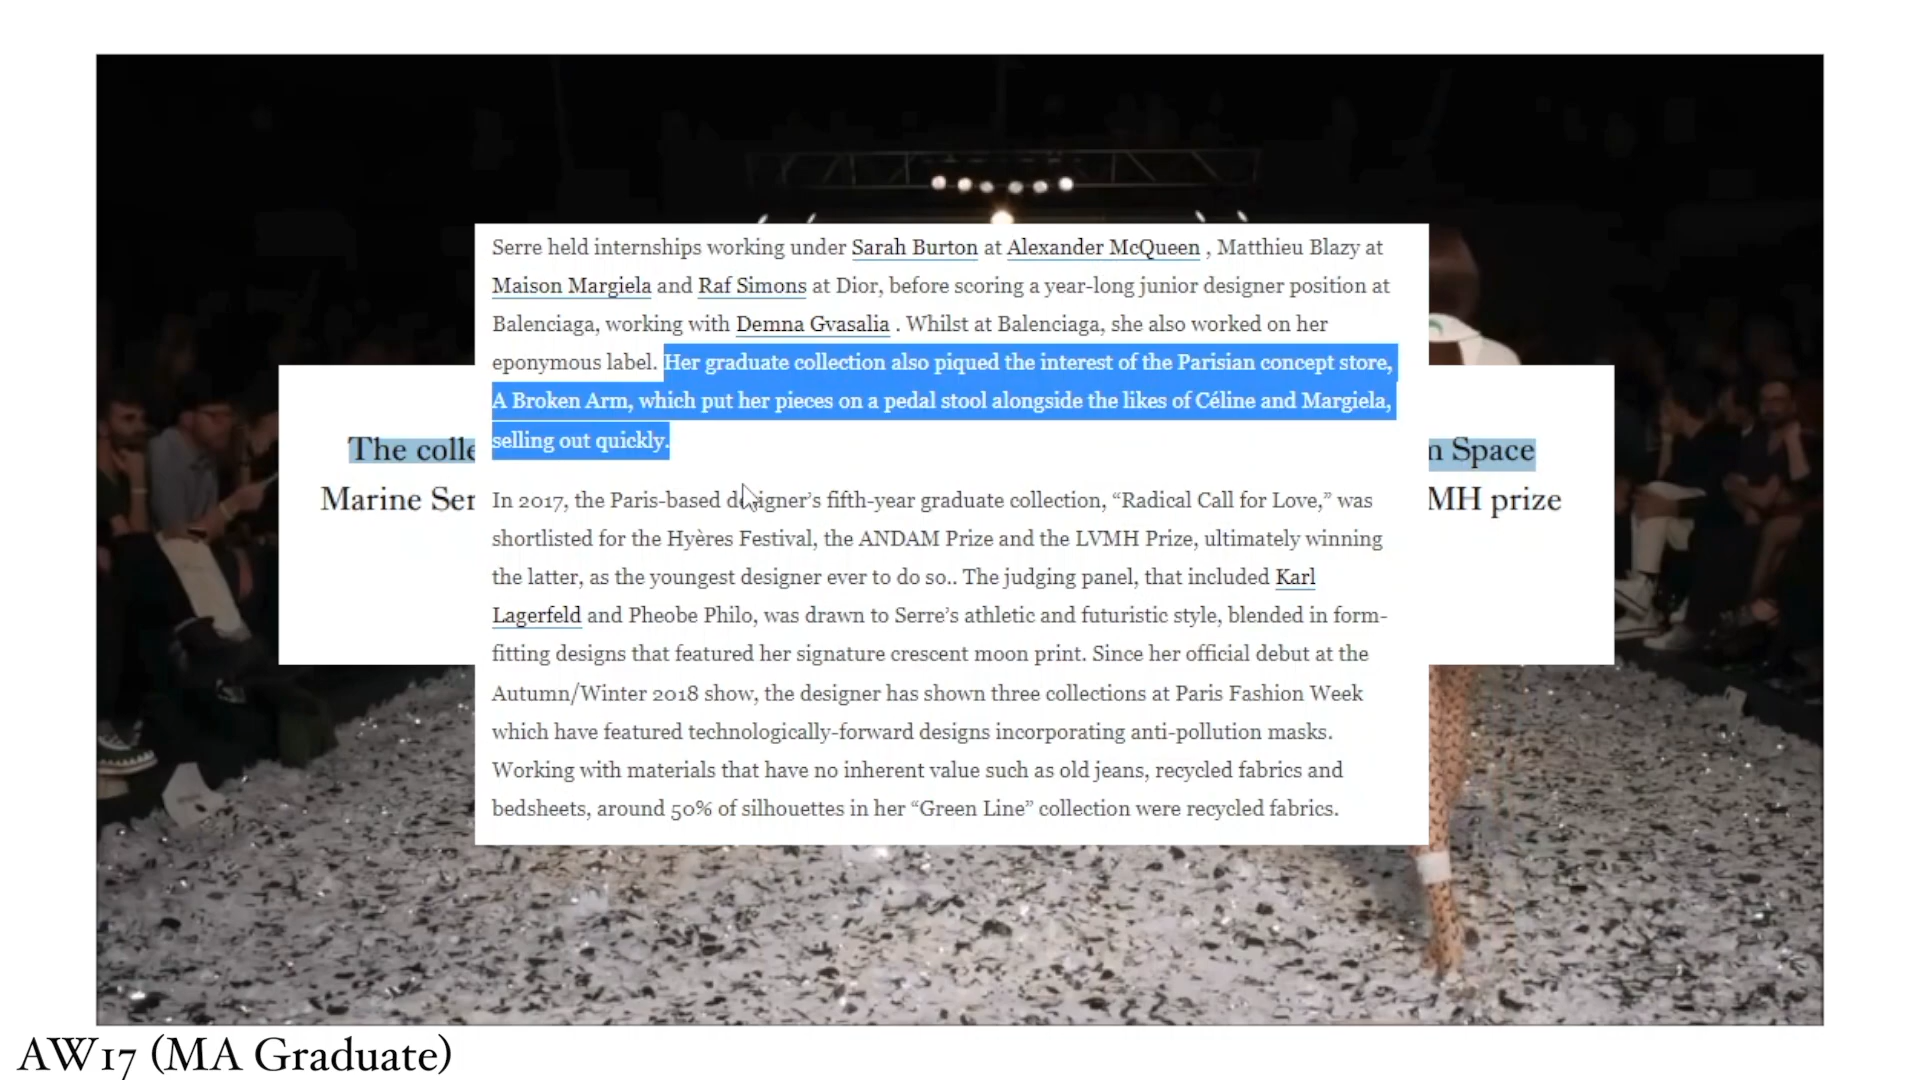 Serre held internships working under Sarah Burton at Alexander McQueen , Matthieu Blazy at
Maison Margiela and Raf Simons at Dior, before scoring a year-long junior designer position at
Balenciaga, working with Demna Gvasalia . Whilst at Balenciaga, she also worked on her
eponymous label. Her graduate collection also piqued the interest of the Parisian concept store,
A Broken Arm, which put her pieces on a pedal stool alongside the likes of Céline and Margiela,
selling out quickly.
In 2017, the Paris-based designer's fifth-year graduate collection, “Radical Call for Love,” was
shortlisted for the Hyères Festival, the ANDAM Prize and the LVMH Prize, ultimately winning
the latter, as the youngest designer ever to do so.. The judging panel, that included Karl
Lagerfeld and Pheobe Philo, was drawn to Serre’s athletic and futuristic style, blended in form-
fitting designs that featured her signature crescent moon print. Since her official debut at the
Autumn/Winter 2018 show, the designer has shown three collections at Paris Fashion Week
which have featured technologically-forward designs incorporating anti-pollution masks.
Working with materials that have no inherent value such as old jeans, recycled fabrics and
bedsheets, around 50% of silhouettes in her “Green Line” collection were recycled fabrics.
The colle
n Space
Marine Ser
MH prize
AW17 (MA Graduate)